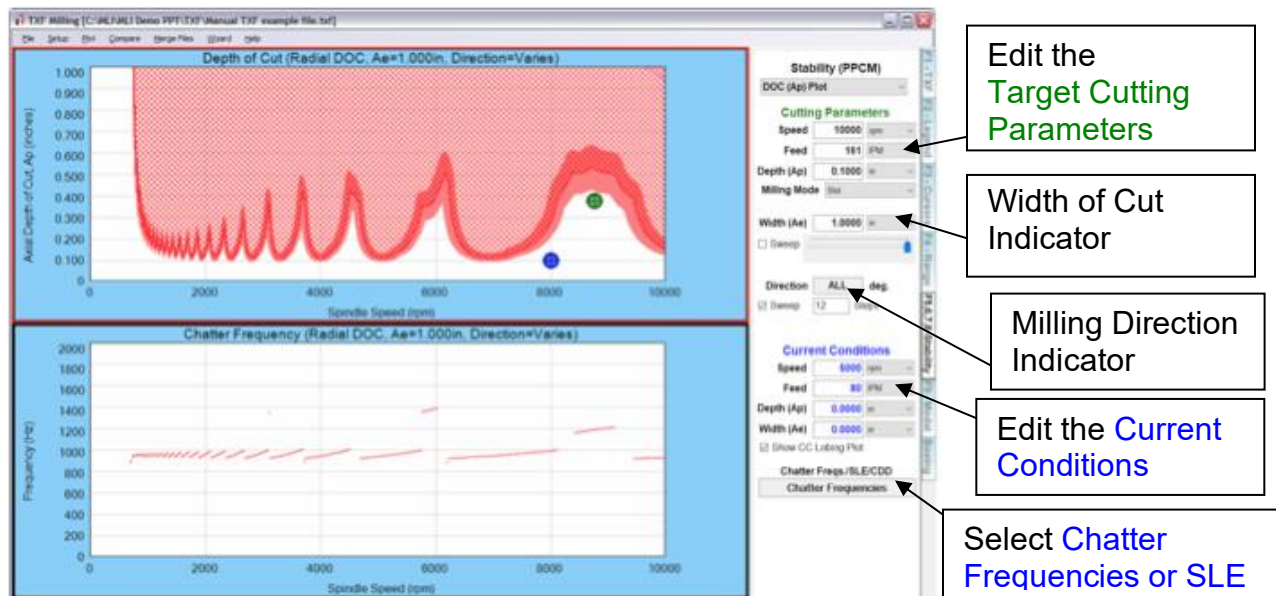 TXF Milling [C:\MLI\MLI Demo PPT\TXF\Manual TXF example file.txf]
File Setup Plot Compare Merge Files Wizard Help
Depth of Cut (Radial DOC, Ae=1.000in, Direction=Varies)
Axial Depth of Cut, Ap (inches)
1.000
0.900
0.800
0.700
0.600
0.500
0.400
0.300
0.200
0.100
0
0 2000 4000 6000 8000 10000
Spindle Speed (rpm)
Chatter Frequency (Radial DOC, Ae=1.000in, Direction=Varies)
Frequency (Hz)
2000
1800
1600
1400
1200
1000
800
600
400
200
0
0 2000 4000 6000 8000 10000
Spindle Speed (rpm)
Stability (PPCM)
DOC (Ap) Plot
Cutting Parameters
Speed 10000 rpm
Feed 181 IPM
Depth (Ap) 0.1000 in
Milling Mode Slot
Width (Ae) 1.0000 in
Sweep
Direction ALL deg.
Sweep 12 Steps
Current Conditions
Speed 5000 rpm
Feed 80 IPM
Depth (Ap) 0.0000 in
Width (Ae) 0.0000 in
Show CC Lobing Plot
Chatter Freqs./SLE/CDD
Chatter Frequencies
Edit the
Target Cutting
Parameters
Width of Cut
Indicator
Milling Direction
Indicator
Edit the Current
Conditions
Select Chatter
Frequencies or SLE